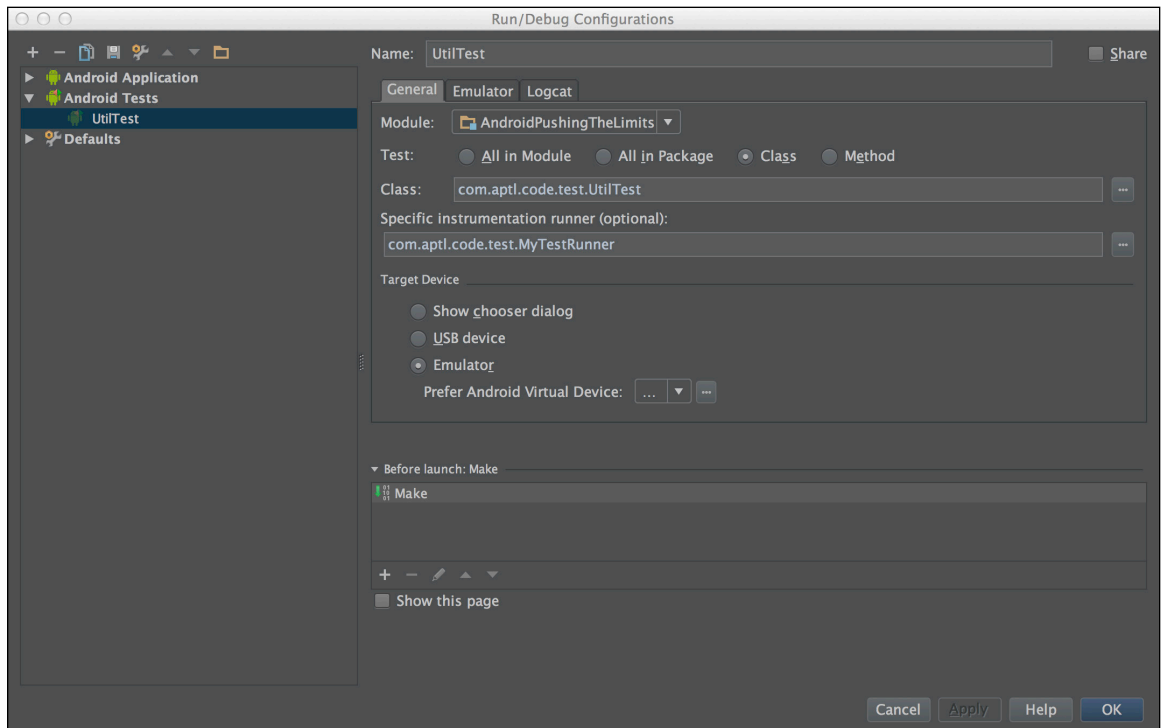 Run/Debug Configurations
Name: UtilTest Share
Android Application
Android Tests
UtilTest
Defaults
General Emulator Logcat
Module: AndroidPushingTheLimits
Test: All in Module All in Package Class Method
Class: com.aptl.code.test.UtilTest ...
Specific instrumentation runner (optional):
com.aptl.code.test.MyTestRunner ...
Target Device
Show chooser dialog
USB device
Emulator
Prefer Android Virtual Device: ... ...
Before launch: Make
Make
Show this page
Cancel Apply Help OK